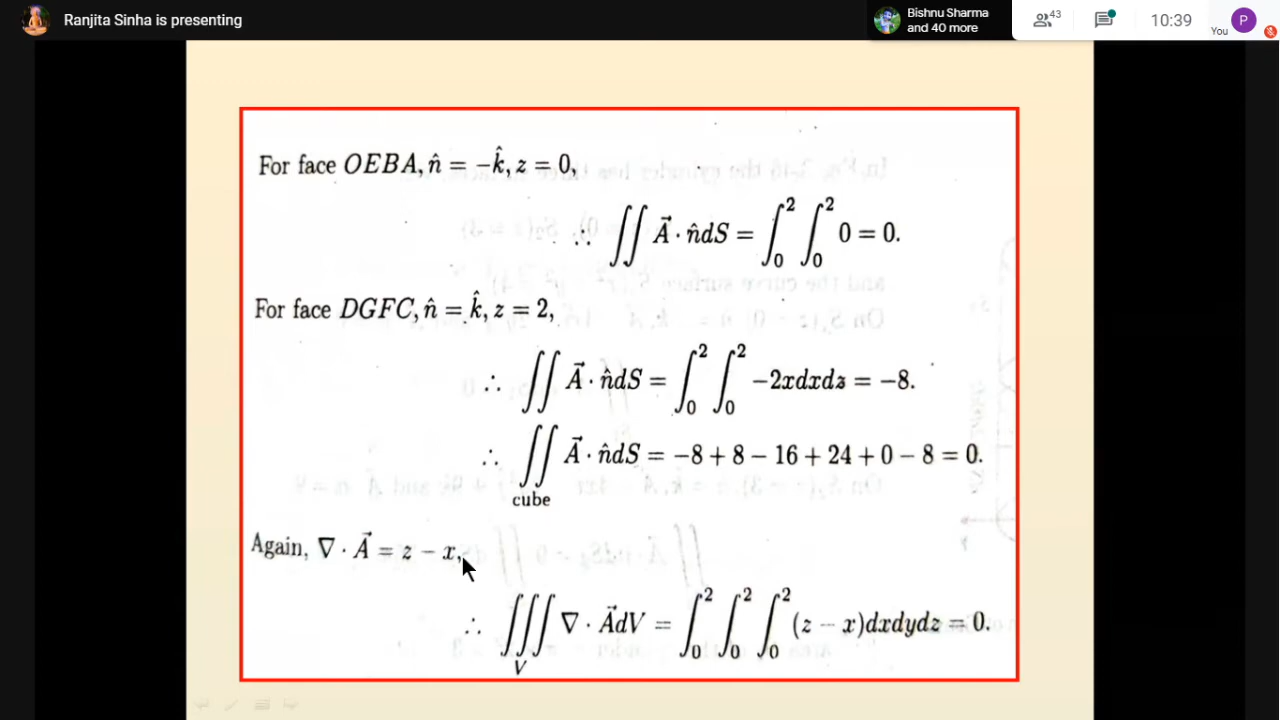 Ranjita Sinha is presenting
Bishnu Sharma
and 40 more
43
10:39
You
P
For face OEBA, n̂ = −k̂, z = 0,
∴ ∬ A⃗ · n̂dS = ∫₀² ∫₀² 0 = 0.
For face DGFC, n̂ = k̂, z = 2,
∴ ∬ A⃗ · n̂dS = ∫₀² ∫₀² −2xdxdz = −8.
∴ ∬ A⃗ · n̂dS = −8 + 8 − 16 + 24 + 0 − 8 = 0.
cube
Again, ∇ · A⃗ = z − x,
∴ ∭ ∇ · A⃗dV = ∫₀² ∫₀² ∫₀² (z − x)dxdydz = 0.
V